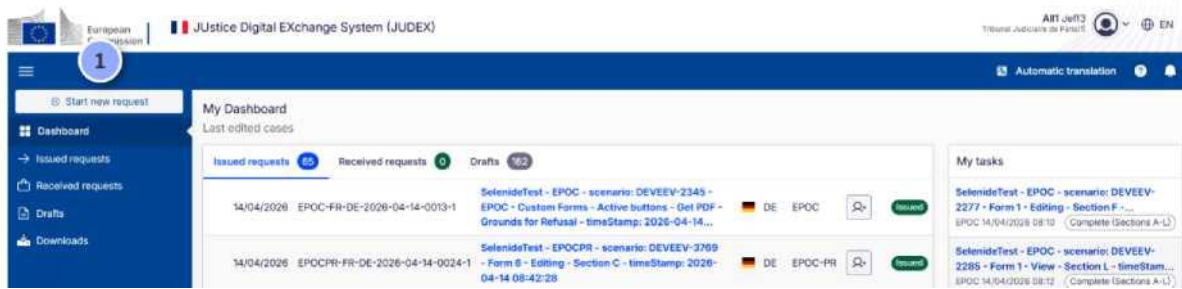 European
Commission
JUstice Digital EXchange System (JUDEX)
Tribunal Judiciaire de Paris
EN
1
Automatic translation
Start new request
Dashboard
Issued requests
Received requests
Drafts
Downloads
My Dashboard
Last edited cases
Issued requests 65
Received requests 0
Drafts 162
14/04/2026 EPOC-FR-DE-2026-04-14-0013-1
SelenideTest - EPOC - scenario: DEVEEV-2345 -
EPOC - Custom Forms - Active buttons - Get PDF -
Grounds for Refusal - timeStamp: 2026-04-14...
DE EPOC
Issued
14/04/2026 EPOCPR-FR-DE-2026-04-14-0024-1
SelenideTest - EPOCPR - scenario: DEVEEV-3769
- Form 6 - Editing - Section C - timeStamp: 2026-
04-14 08:42:28
DE EPOC-PR
Issued
My tasks
SelenideTest - EPOC - scenario: DEVEEV-
2277 - Form 1 - Editing - Section F -...
EPOC 14/04/2026 08:10 Complete (Sections A-L)
SelenideTest - EPOC - scenario: DEVEEV-
2285 - Form 1 - View - Section L - timeStam...
EPOC 14/04/2026 08:12 Complete (Sections A-L)